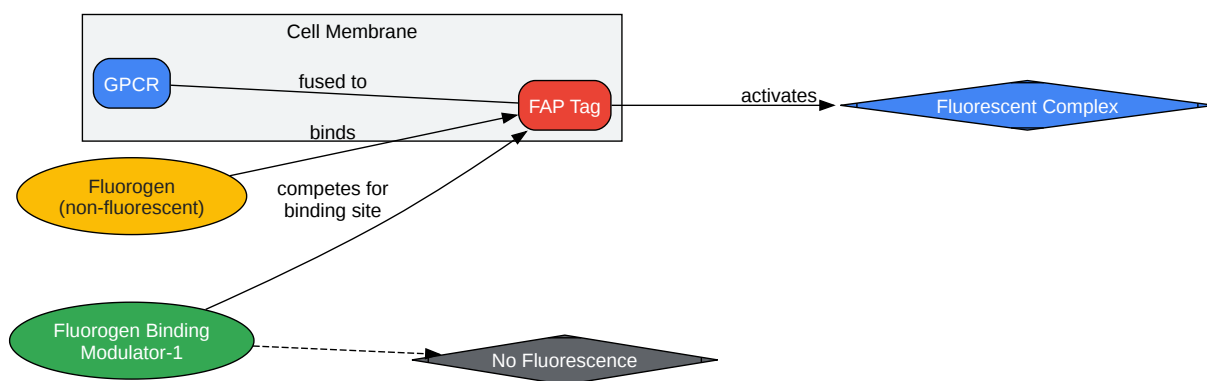 Cell Membrane
GPCR
fused to
FAP Tag
activates
Fluorescent Complex
binds
Fluorogen
(non-fluorescent)
competes for
binding site
Fluorogen Binding
Modulator-1
No Fluorescence